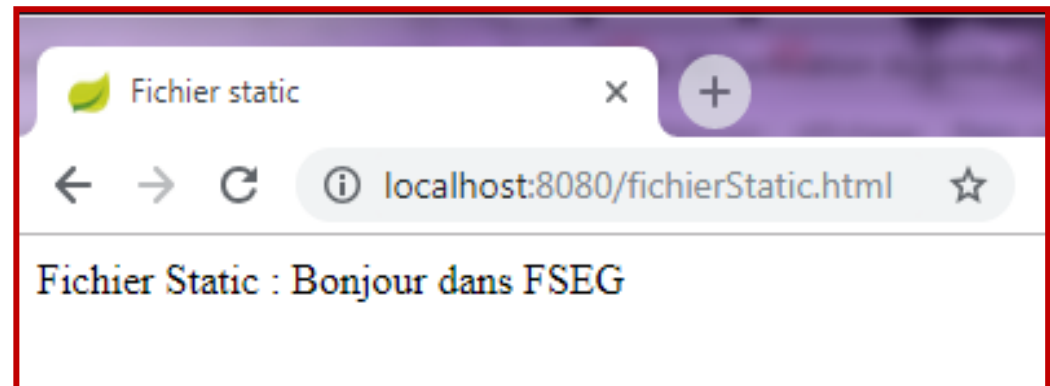 Fichier static
localhost:8080/fichierStatic.html
Fichier Static : Bonjour dans FSEG